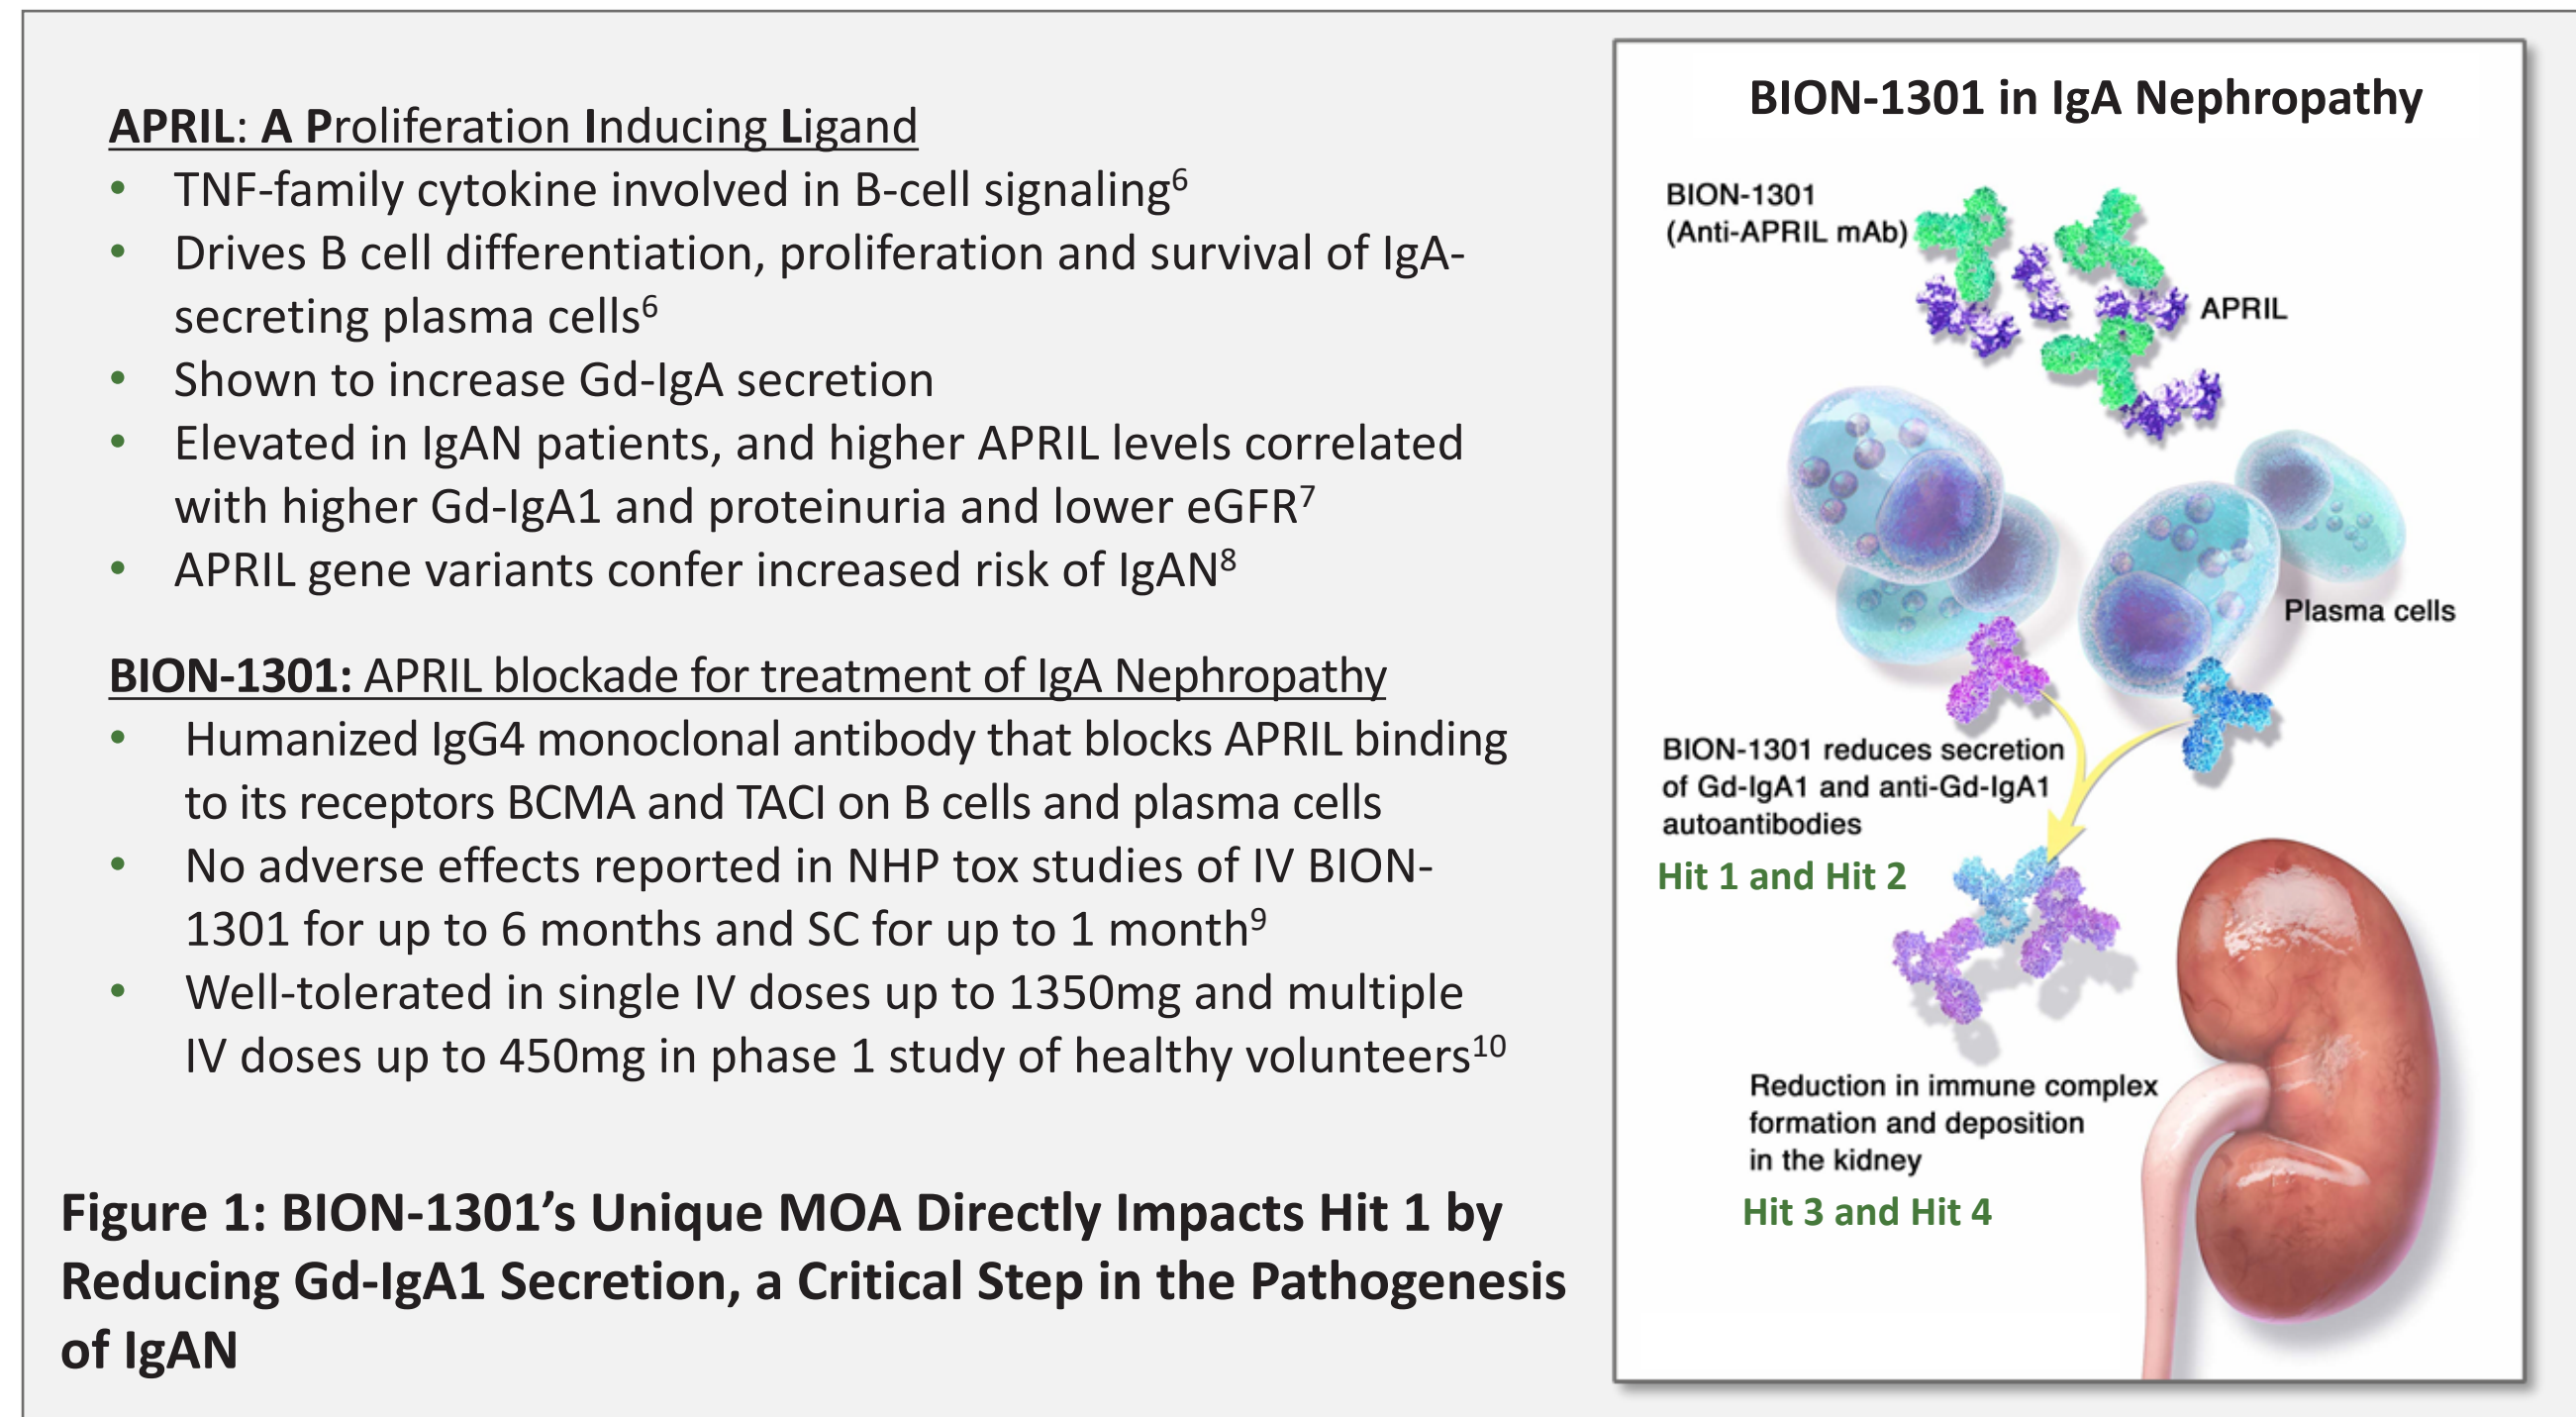 APRIL: A Proliferation Inducing Ligand
• TNF-family cytokine involved in B-cell signaling⁶
• Drives B cell differentiation, proliferation and survival of IgA-
secreting plasma cells⁶
• Shown to increase Gd-IgA secretion
• Elevated in IgAN patients, and higher APRIL levels correlated
with higher Gd-IgA1 and proteinuria and lower eGFR⁷
• APRIL gene variants confer increased risk of IgAN⁸
BION-1301: APRIL blockade for treatment of IgA Nephropathy
• Humanized IgG4 monoclonal antibody that blocks APRIL binding
to its receptors BCMA and TACI on B cells and plasma cells
• No adverse effects reported in NHP tox studies of IV BION-
1301 for up to 6 months and SC for up to 1 month⁹
• Well-tolerated in single IV doses up to 1350mg and multiple
IV doses up to 450mg in phase 1 study of healthy volunteers¹⁰
Figure 1: BION-1301’s Unique MOA Directly Impacts Hit 1 by
Reducing Gd-IgA1 Secretion, a Critical Step in the Pathogenesis
of IgAN
BION-1301 in IgA Nephropathy
BION-1301
(Anti-APRIL mAb)
APRIL
Plasma cells
BION-1301 reduces secretion
of Gd-IgA1 and anti-Gd-IgA1
autoantibodies
Hit 1 and Hit 2
Reduction in immune complex
formation and deposition
in the kidney
Hit 3 and Hit 4